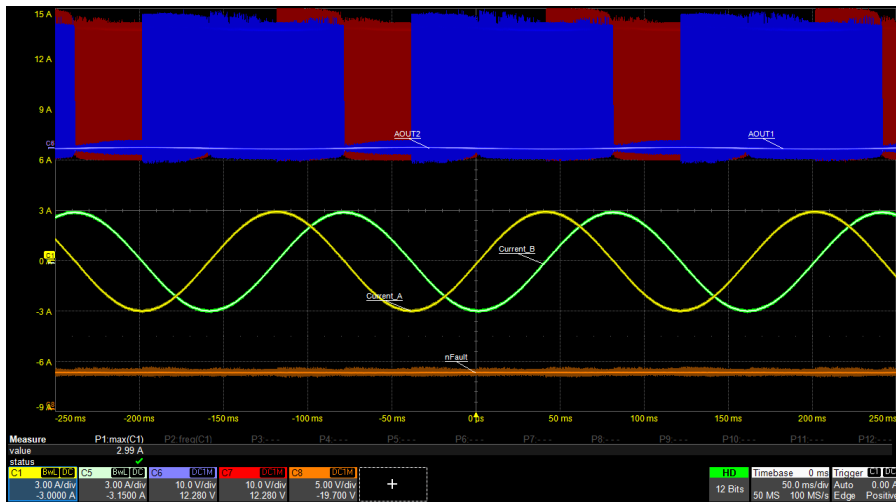 15 A
12 A
9 A
AOUT2
AOUT1
C6
6 A
3 A
Current_B
C1
0 A
Current_A
-3 A
-6 A
nFault
-9 A
-250 ms -200 ms -150 ms -100 ms -50 ms 0 µs 50 ms 100 ms 150 ms 200 ms 250 ms
Measure P1:max(C1) P2:freq(C1) P3:- - - P4:- - - P5:- - - P6:- - - P7:- - - P8:- - - P9:- - - P10:- - - P11:- - - P12:- - -
value 2.99 A
status
C1 BwL DC C5 BwL DC C6 DC1M C7 DC1M C8 DC1M HD Timebase 0 ms Trigger C1 DC
3.00 A/div 3.00 A/div 10.0 V/div 10.0 V/div 5.00 V/div + 12 Bits 50.0 ms/div Auto 0.00 A
-3.0000 A -3.1500 A 12.280 V 12.280 V -19.700 V 50 MS 100 MS/s Edge Positive